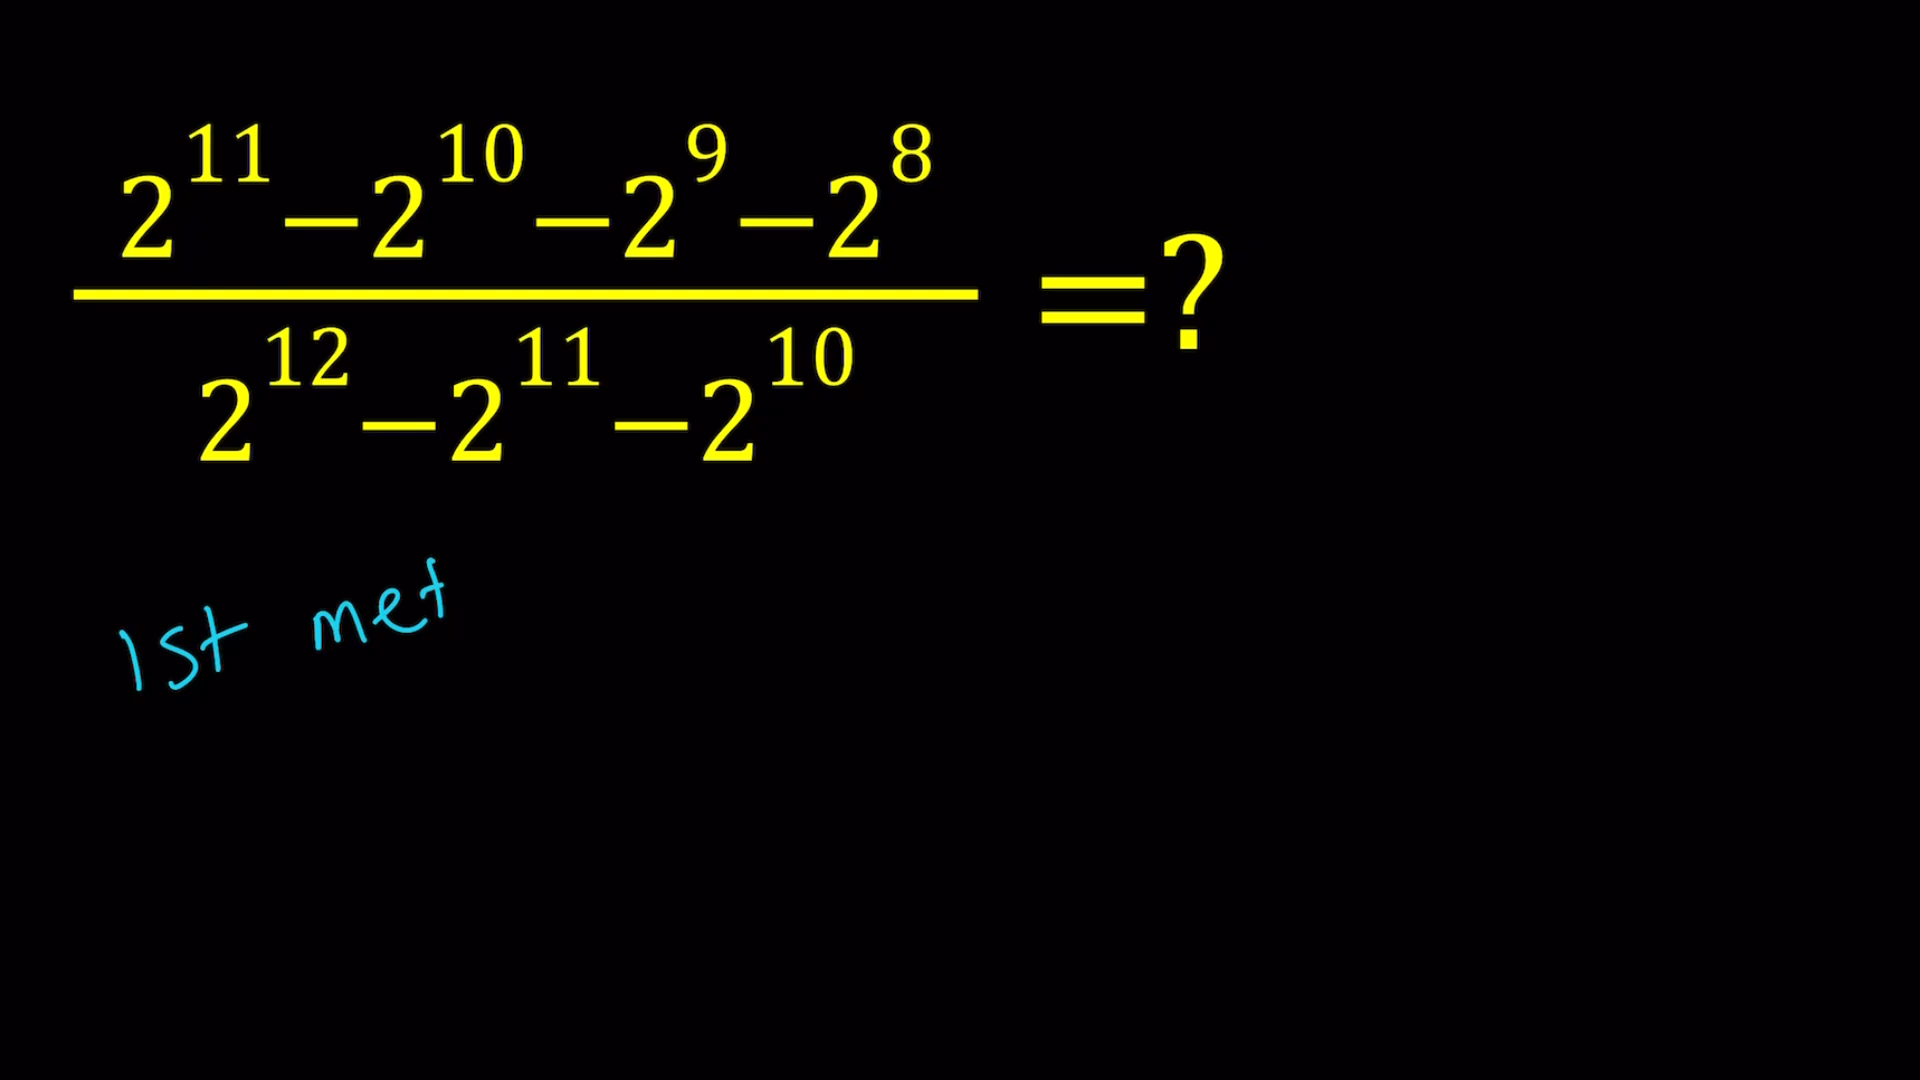 2^11 − 2^10 − 2^9 − 2^8
2^12 − 2^11 − 2^10
=?
1st met